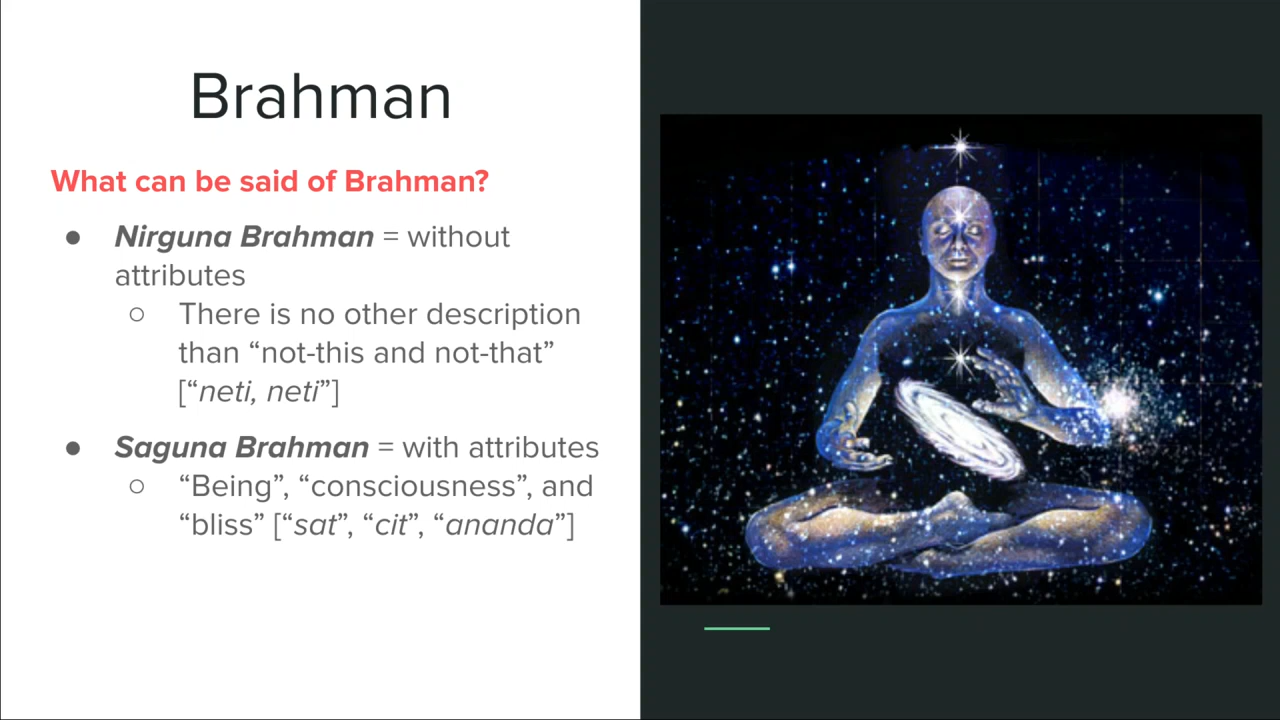 Brahman
What can be said of Brahman?
● Nirguna Brahman = without
attributes
○ There is no other description
than “not-this and not-that”
[“neti, neti”]
● Saguna Brahman = with attributes
○ “Being”, “consciousness”, and
“bliss” [“sat”, “cit”, “ananda”]